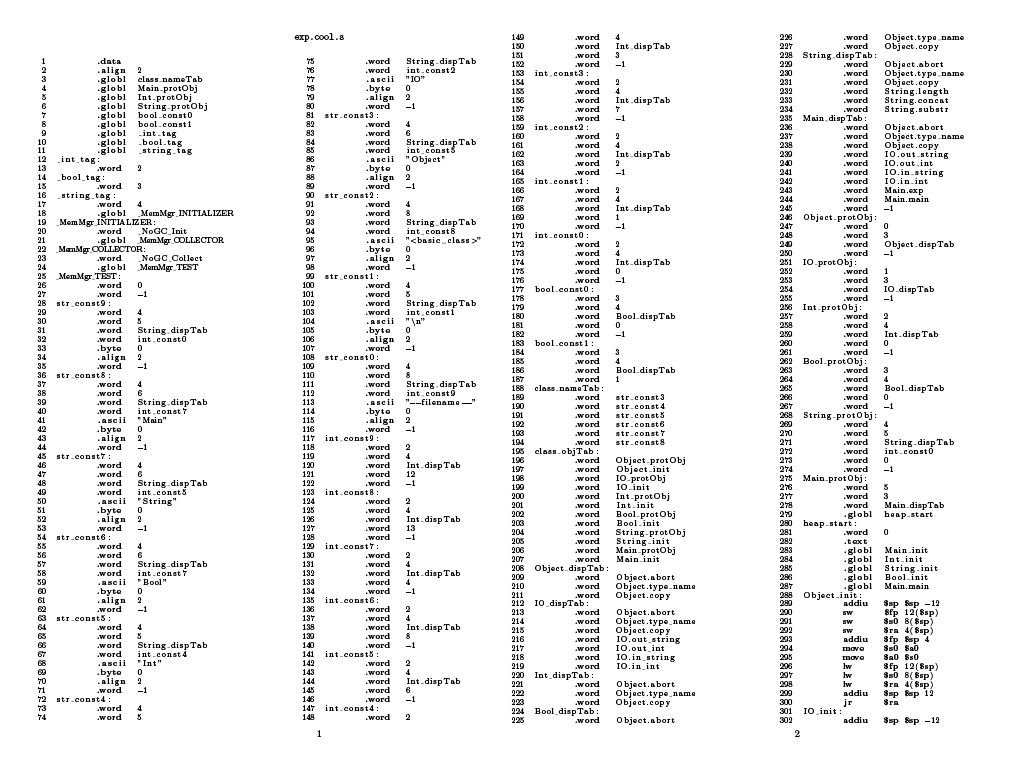 exp.cool.s
1 .data
2 .align 2
3 .globl class_nameTab
4 .globl Main_protObj
5 .globl Int_protObj
6 .globl String_protObj
7 .globl bool_const0
8 .globl bool_const1
9 .globl _int_tag
10 .globl _bool_tag
11 .globl _string_tag
12 _int_tag:
13 .word 2
14 _bool_tag:
15 .word 3
16 _string_tag:
17 .word 4
18 .globl _MemMgr_INITIALIZER
19 _MemMgr_INITIALIZER:
20 .word _NoGC_Init
21 .globl _MemMgr_COLLECTOR
22 _MemMgr_COLLECTOR:
23 .word _NoGC_Collect
24 .globl _MemMgr_TEST
25 _MemMgr_TEST:
26 .word 0
27 .word −1
28 str_const9:
29 .word 4
30 .word 5
31 .word String_dispTab
32 .word int_const0
33 .byte 0
34 .align 2
35 .word −1
36 str_const8:
37 .word 4
38 .word 6
39 .word String_dispTab
40 .word int_const7
41 .ascii "Main"
42 .byte 0
43 .align 2
44 .word −1
45 str_const7:
46 .word 4
47 .word 6
48 .word String_dispTab
49 .word int_const5
50 .ascii "String"
51 .byte 0
52 .align 2
53 .word −1
54 str_const6:
55 .word 4
56 .word 6
57 .word String_dispTab
58 .word int_const7
59 .ascii "Bool"
60 .byte 0
61 .align 2
62 .word −1
63 str_const5:
64 .word 4
65 .word 5
66 .word String_dispTab
67 .word int_const4
68 .ascii "Int"
69 .byte 0
70 .align 2
71 .word −1
72 str_const4:
73 .word 4
74 .word 5
75 .word String_dispTab
76 .word int_const2
77 .ascii "IO"
78 .byte 0
79 .align 2
80 .word −1
81 str_const3:
82 .word 4
83 .word 6
84 .word String_dispTab
85 .word int_const5
86 .ascii "Object"
87 .byte 0
88 .align 2
89 .word −1
90 str_const2:
91 .word 4
92 .word 8
93 .word String_dispTab
94 .word int_const8
95 .ascii "<basic_class>"
96 .byte 0
97 .align 2
98 .word −1
99 str_const1:
100 .word 4
101 .word 5
102 .word String_dispTab
103 .word int_const1
104 .ascii "\n"
105 .byte 0
106 .align 2
107 .word −1
108 str_const0:
109 .word 4
110 .word 8
111 .word String_dispTab
112 .word int_const9
113 .ascii "−−filename−−"
114 .byte 0
115 .align 2
116 .word −1
117 int_const9:
118 .word 2
119 .word 4
120 .word Int_dispTab
121 .word 12
122 .word −1
123 int_const8:
124 .word 2
125 .word 4
126 .word Int_dispTab
127 .word 13
128 .word −1
129 int_const7:
130 .word 2
131 .word 4
132 .word Int_dispTab
133 .word 4
134 .word −1
135 int_const6:
136 .word 2
137 .word 4
138 .word Int_dispTab
139 .word 8
140 .word −1
141 int_const5:
142 .word 2
143 .word 4
144 .word Int_dispTab
145 .word 6
146 .word −1
147 int_const4:
148 .word 2
1
149 .word 4
150 .word Int_dispTab
151 .word 3
152 .word −1
153 int_const3:
154 .word 2
155 .word 4
156 .word Int_dispTab
157 .word 7
158 .word −1
159 int_const2:
160 .word 2
161 .word 4
162 .word Int_dispTab
163 .word 2
164 .word −1
165 int_const1:
166 .word 2
167 .word 4
168 .word Int_dispTab
169 .word 1
170 .word −1
171 int_const0:
172 .word 2
173 .word 4
174 .word Int_dispTab
175 .word 0
176 .word −1
177 bool_const0:
178 .word 3
179 .word 4
180 .word Bool_dispTab
181 .word 0
182 .word −1
183 bool_const1:
184 .word 3
185 .word 4
186 .word Bool_dispTab
187 .word 1
188 class_nameTab:
189 .word str_const3
190 .word str_const4
191 .word str_const5
192 .word str_const6
193 .word str_const7
194 .word str_const8
195 class_objTab:
196 .word Object_protObj
197 .word Object_init
198 .word IO_protObj
199 .word IO_init
200 .word Int_protObj
201 .word Int_init
202 .word Bool_protObj
203 .word Bool_init
204 .word String_protObj
205 .word String_init
206 .word Main_protObj
207 .word Main_init
208 Object_dispTab:
209 .word Object.abort
210 .word Object.type_name
211 .word Object.copy
212 IO_dispTab:
213 .word Object.abort
214 .word Object.type_name
215 .word Object.copy
216 .word IO.out_string
217 .word IO.out_int
218 .word IO.in_string
219 .word IO.in_int
220 Int_dispTab:
221 .word Object.abort
222 .word Object.type_name
223 .word Object.copy
224 Bool_dispTab:
225 .word Object.abort
226 .word Object.type_name
227 .word Object.copy
228 String_dispTab:
229 .word Object.abort
230 .word Object.type_name
231 .word Object.copy
232 .word String.length
233 .word String.concat
234 .word String.substr
235 Main_dispTab:
236 .word Object.abort
237 .word Object.type_name
238 .word Object.copy
239 .word IO.out_string
240 .word IO.out_int
241 .word IO.in_string
242 .word IO.in_int
243 .word Main.exp
244 .word Main.main
245 .word −1
246 Object_protObj:
247 .word 0
248 .word 3
249 .word Object_dispTab
250 .word −1
251 IO_protObj:
252 .word 1
253 .word 3
254 .word IO_dispTab
255 .word −1
256 Int_protObj:
257 .word 2
258 .word 4
259 .word Int_dispTab
260 .word 0
261 .word −1
262 Bool_protObj:
263 .word 3
264 .word 4
265 .word Bool_dispTab
266 .word 0
267 .word −1
268 String_protObj:
269 .word 4
270 .word 5
271 .word String_dispTab
272 .word int_const0
273 .word 0
274 .word −1
275 Main_protObj:
276 .word 5
277 .word 3
278 .word Main_dispTab
279 .globl heap_start
280 heap_start:
281 .word 0
282 .text
283 .globl Main_init
284 .globl Int_init
285 .globl String_init
286 .globl Bool_init
287 .globl Main.main
288 Object_init:
289 addiu $sp $sp −12
290 sw $fp 12($sp)
291 sw $s0 8($sp)
292 sw $ra 4($sp)
293 addiu $fp $sp 4
294 move $s0 $a0
295 move $a0 $s0
296 lw $fp 12($sp)
297 lw $s0 8($sp)
298 lw $ra 4($sp)
299 addiu $sp $sp 12
300 jr $ra
301 IO_init:
302 addiu $sp $sp −12
2